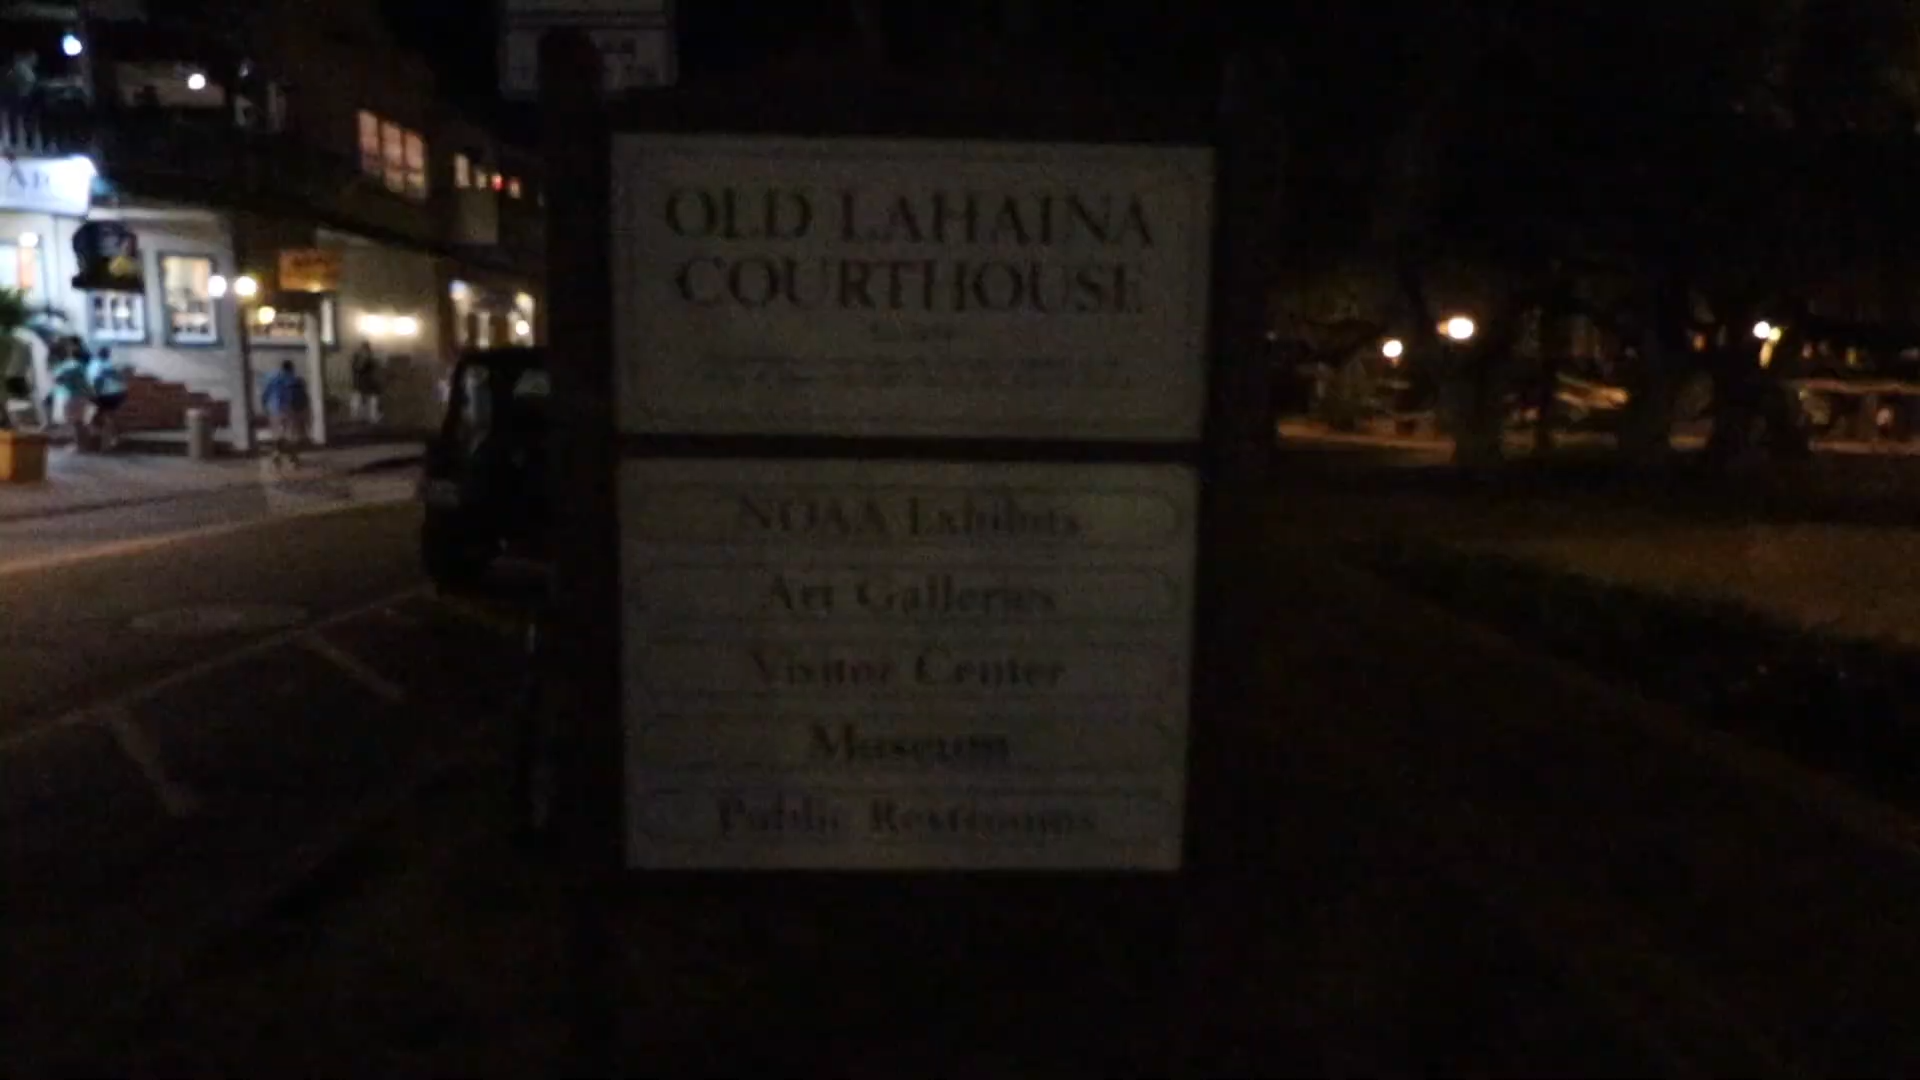 OLD LAHAINA
COURTHOUSE
NOAA Exhibits
Art Galleries
Visitor Center
Museum
Public Restrooms